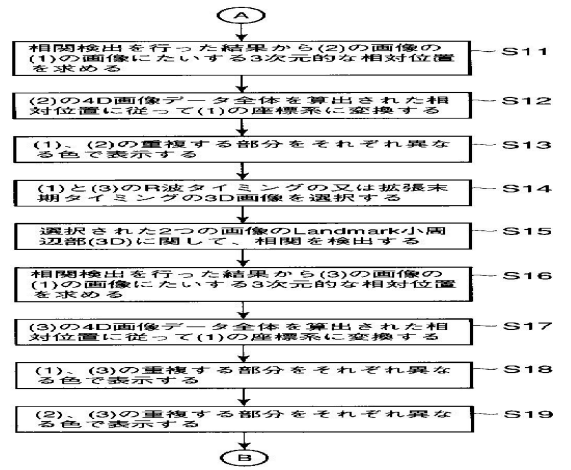 A
相関検出を行った結果から(2)の画像の
(1)の画像にたいする3次元的な相対位置
を求める
S11
(2)の4D画像データ全体を算出された相
対位置に従って(1)の座標系に変換する
S12
(1)、(2)の重複する部分をそれぞれ異な
る色で表示する
S13
(1)と(3)のR波タイミングの又は拡張末
期タイミングの3D画像を選択する
S14
選択された2つの画像のLandmark小周
辺部(3D)に関して、相関を検出する
S15
相関検出を行った結果から(3)の画像の
(1)の画像にたいする3次元的な相対位置
を求める
S16
(3)の4D画像データ全体を算出された相
対位置に従って(1)の座標系に変換する
S17
(1)、(3)の重複する部分をそれぞれ異な
る色で表示する
S18
(2)、(3)の重複する部分をそれぞれ異な
る色で表示する
S19
B